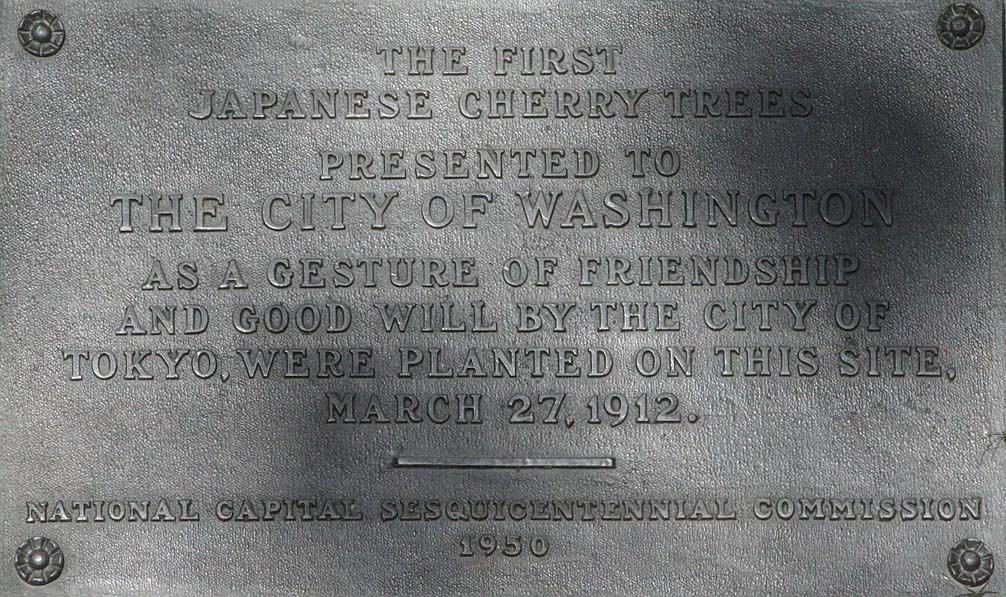 THE FIRST
JAPANESE CHERRY TREES
PRESENTED TO
THE CITY OF WASHINGTON
AS A GESTURE OF FRIENDSHIP
AND GOOD WILL BY THE CITY OF
TOKYO, WERE PLANTED ON THIS SITE,
MARCH 27, 1912.
NATIONAL CAPITAL SESQUICENTENNIAL COMMISSION
1950